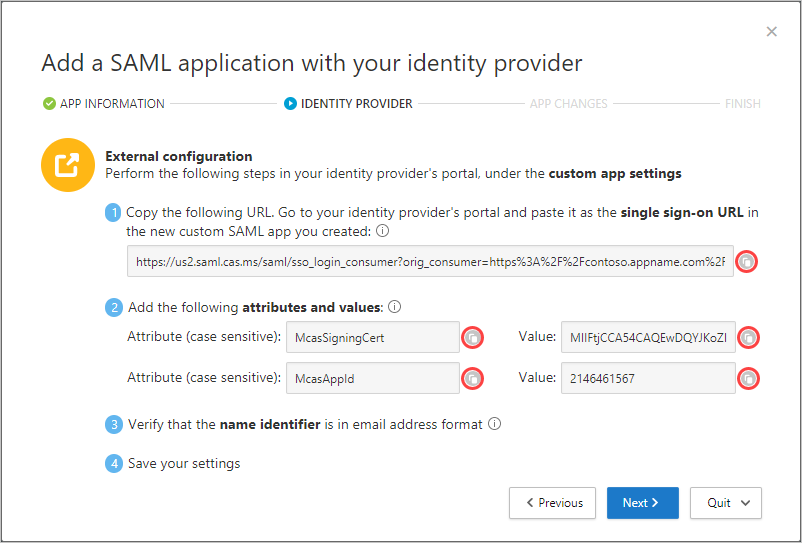 Add a SAML application with your identity provider
APP INFORMATION IDENTITY PROVIDER APP CHANGES FINISH
External configuration
Perform the following steps in your identity provider's portal, under the custom app settings
1 Copy the following URL. Go to your identity provider's portal and paste it as the single sign-on URL in
the new custom SAML app you created:
https://us2.saml.cas.ms/saml/sso_login_consumer?orig_consumer=https%3A%2F%2Fcontoso.appname.com%2F
2 Add the following attributes and values:
Attribute (case sensitive): McasSigningCert Value: MIIFtjCCA54CAQEwDQYJKoZI
Attribute (case sensitive): McasAppId Value: 2146461567
3 Verify that the name identifier is in email address format
4 Save your settings
Previous Next Quit